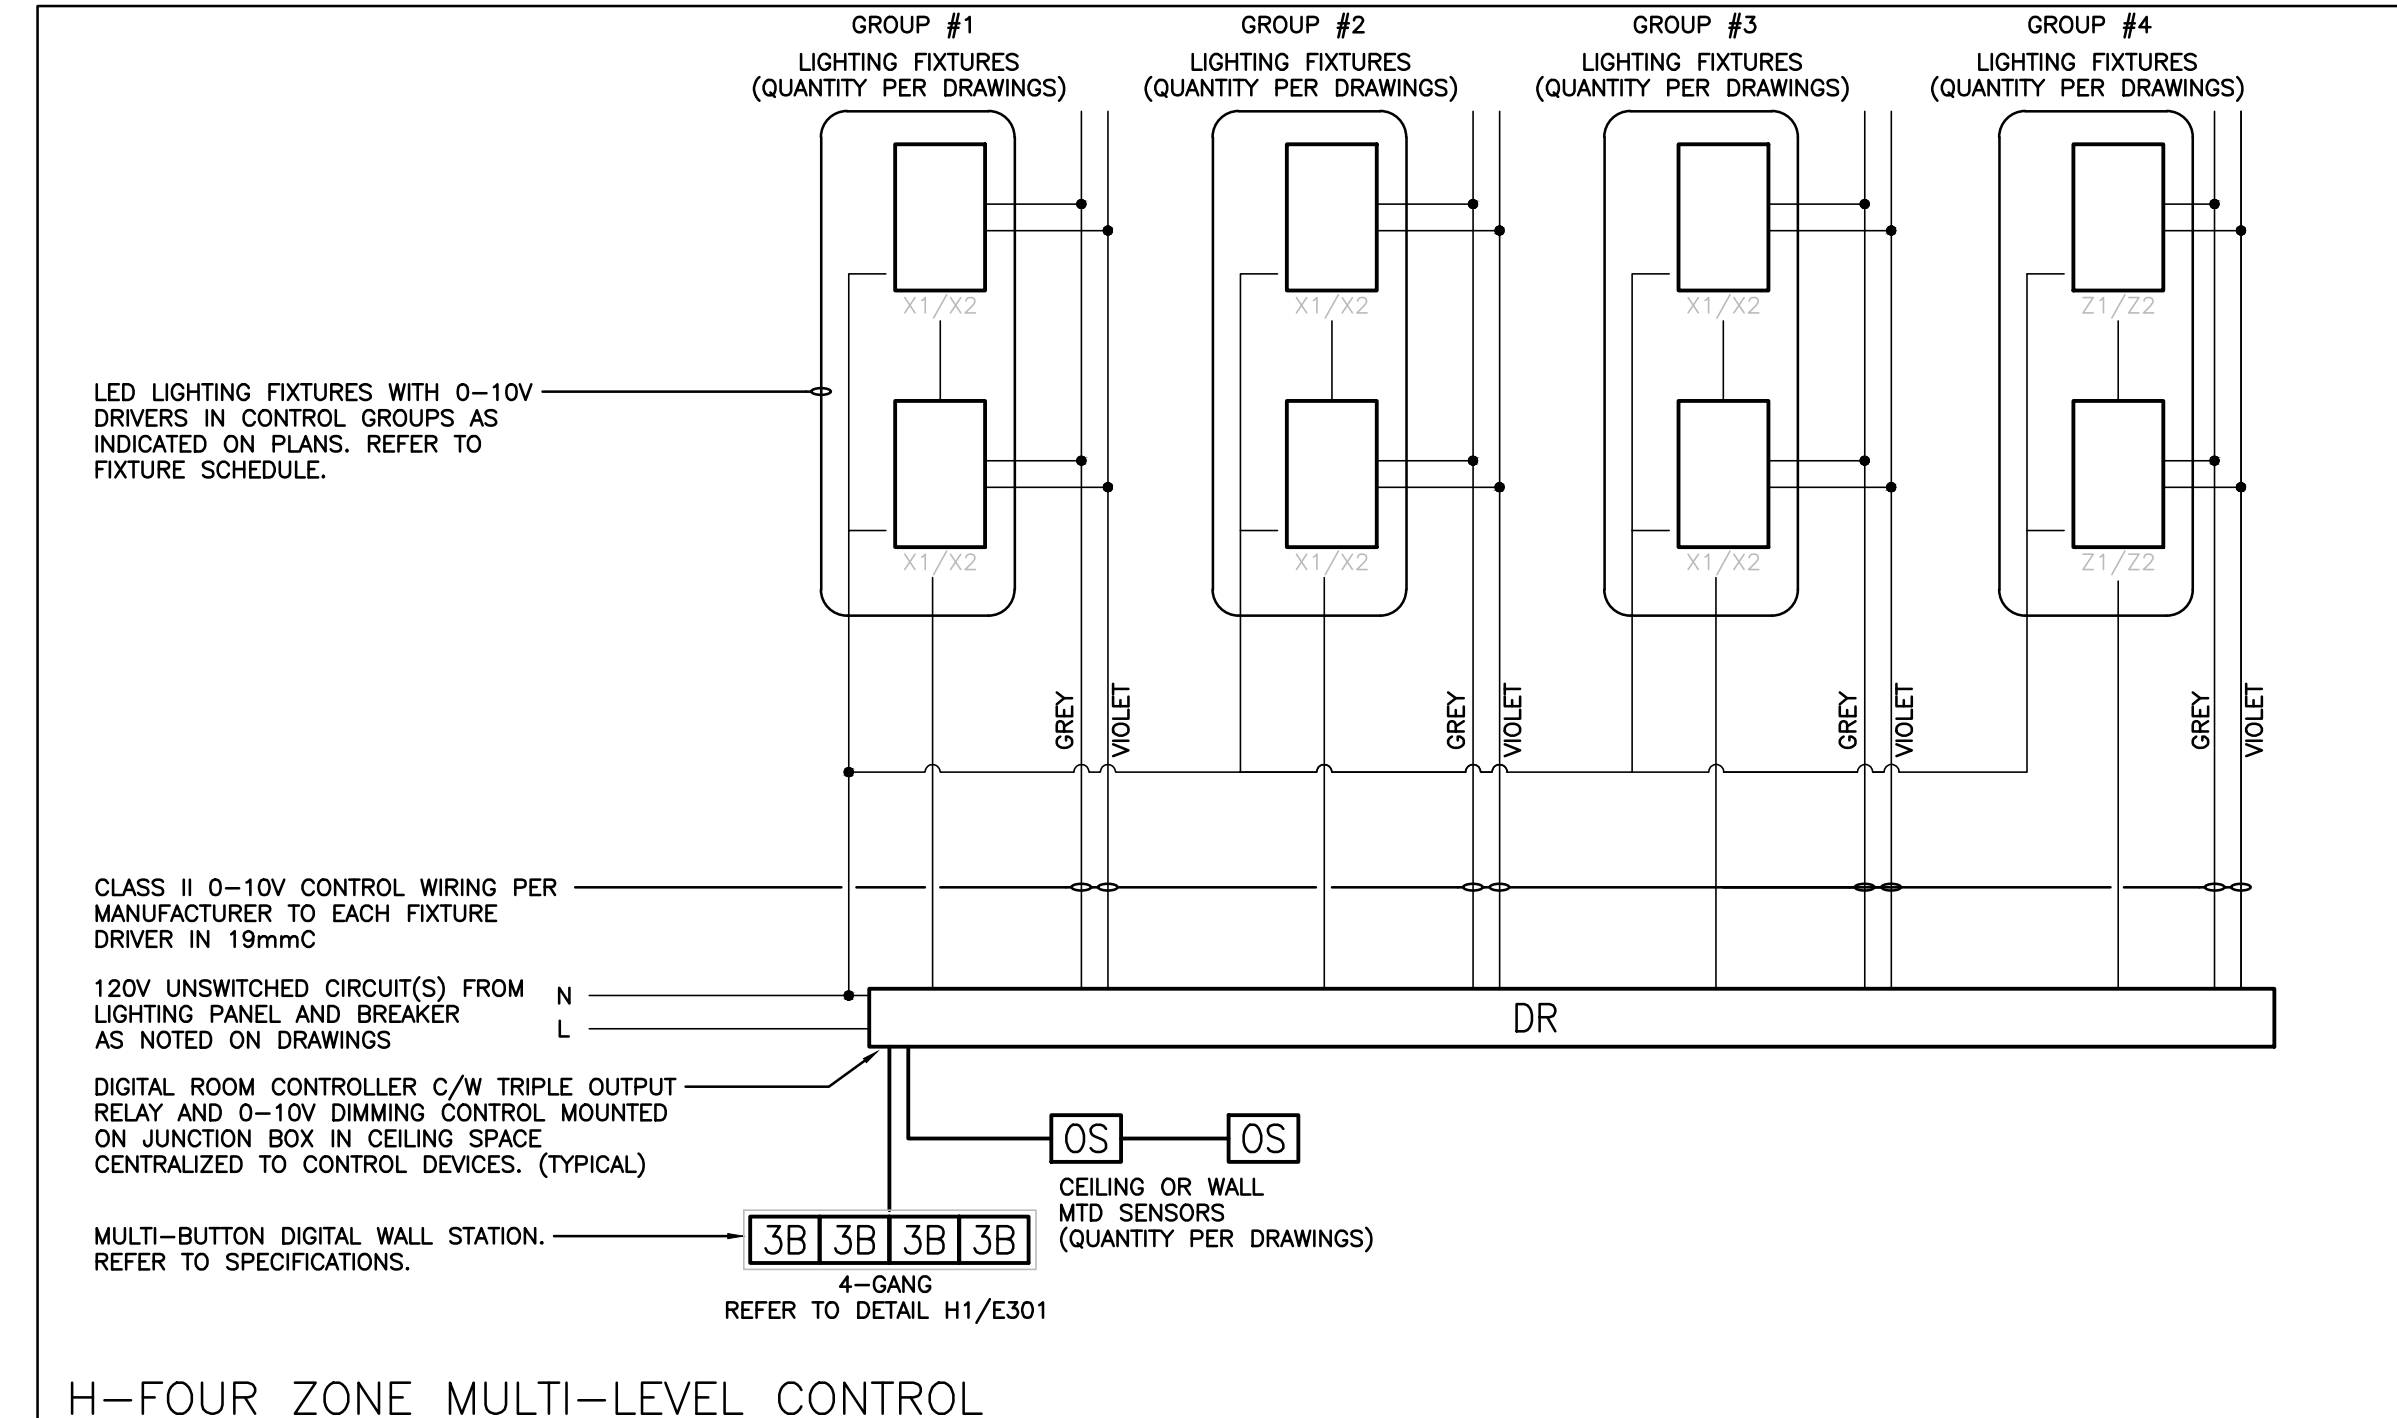 GROUP #1
LIGHTING FIXTURES
(QUANTITY PER DRAWINGS)
GROUP #2
LIGHTING FIXTURES
(QUANTITY PER DRAWINGS)
GROUP #3
LIGHTING FIXTURES
(QUANTITY PER DRAWINGS)
GROUP #4
LIGHTING FIXTURES
(QUANTITY PER DRAWINGS)
X1/X2
X1/X2
X1/X2
Z1/Z2
LED LIGHTING FIXTURES WITH 0-10V
DRIVERS IN CONTROL GROUPS AS
INDICATED ON PLANS. REFER TO
FIXTURE SCHEDULE.
X1/X2
X1/X2
X1/X2
Z1/Z2
GREY
VIOLET
GREY
VIOLET
GREY
VIOLET
GREY
VIOLET
CLASS II 0-10V CONTROL WIRING PER
MANUFACTURER TO EACH FIXTURE
DRIVER IN 19mmC
120V UNSWITCHED CIRCUIT(S) FROM
LIGHTING PANEL AND BREAKER
AS NOTED ON DRAWINGS
N
L
DR
DIGITAL ROOM CONTROLLER C/W TRIPLE OUTPUT
RELAY AND 0-10V DIMMING CONTROL MOUNTED
ON JUNCTION BOX IN CEILING SPACE
CENTRALIZED TO CONTROL DEVICES. (TYPICAL)
OS
OS
CEILING OR WALL
MTD SENSORS
(QUANTITY PER DRAWINGS)
MULTI-BUTTON DIGITAL WALL STATION.
REFER TO SPECIFICATIONS.
3B 3B 3B 3B
4-GANG
REFER TO DETAIL H1/E301
H-FOUR ZONE MULTI-LEVEL CONTROL